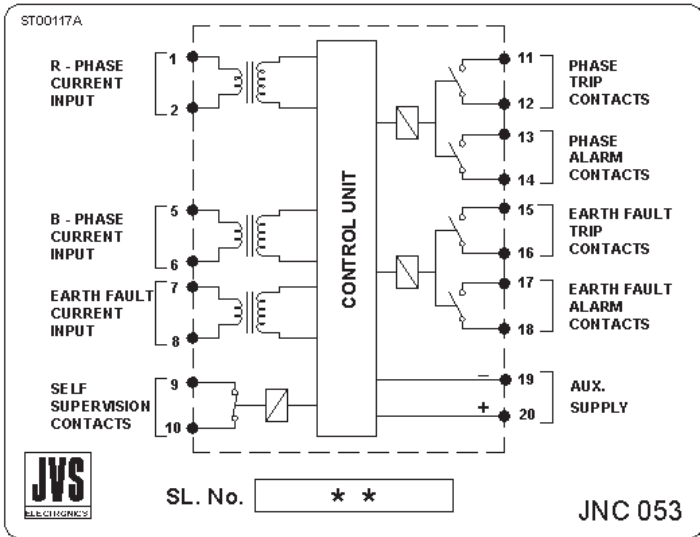 ST00117A
R - PHASE
CURRENT
INPUT
1
2
B - PHASE
CURRENT
INPUT
5
6
EARTH FAULT
CURRENT
INPUT
7
8
SELF
SUPERVISION
CONTACTS
9
10
CONTROL UNIT
11
12
PHASE
TRIP
CONTACTS
13
14
PHASE
ALARM
CONTACTS
15
16
EARTH FAULT
TRIP
CONTACTS
17
18
EARTH FAULT
ALARM
CONTACTS
− 19
+ 20
AUX.
SUPPLY
JVS
ELECTRONICS
SL. No. * *
JNC 053